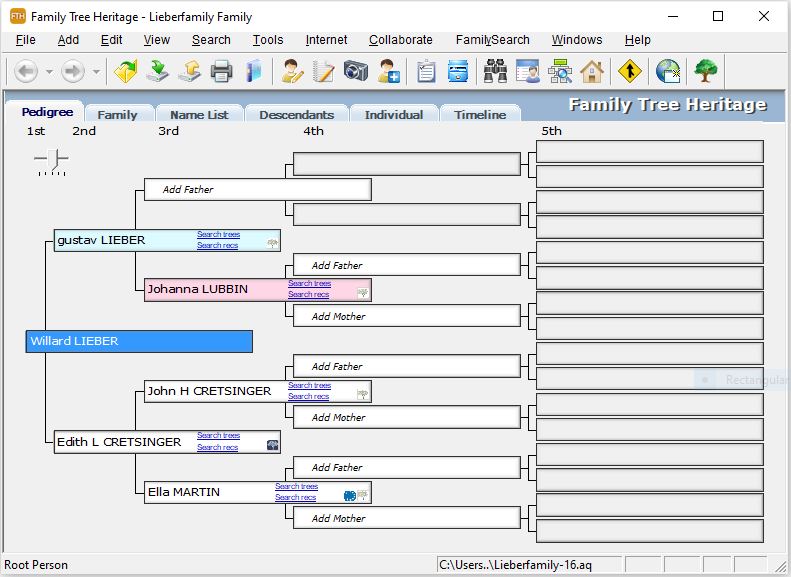 FTH
Family Tree Heritage - Lieberfamily Family
File Add Edit View Search Tools Internet Collaborate FamilySearch Windows Help
Pedigree Family Name List Descendants Individual Timeline Family Tree Heritage
1st 2nd 3rd 4th 5th
Add Father
gustav LIEBER Search trees
Search recs
Add Father
Johanna LUBBIN Search trees
Search recs
Add Mother
Willard LIEBER
Add Father
Rectangular
John H CRETSINGER Search trees
Search recs
Add Mother
Edith L CRETSINGER Search trees
Search recs
Add Father
Ella MARTIN Search trees
Search recs
Add Mother
Root Person C:\Users..\Lieberfamily-16.aq